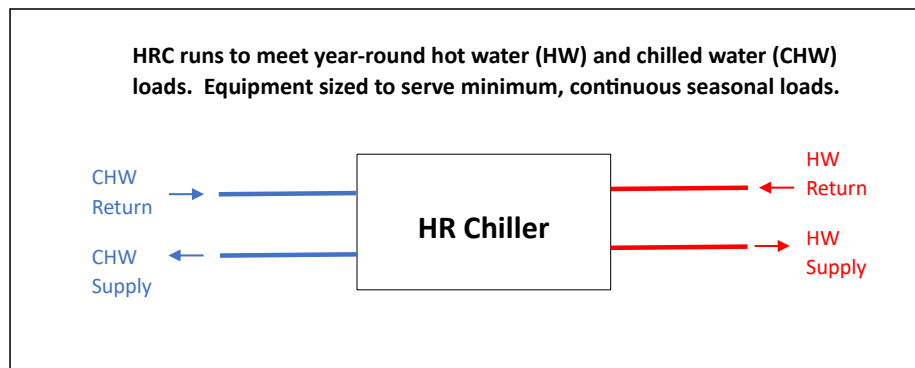 HRC runs to meet year-round hot water (HW) and chilled water (CHW)
loads.  Equipment sized to serve minimum, continuous seasonal loads.
CHW
Return
CHW
Supply
HR Chiller
HW
Return
HW
Supply